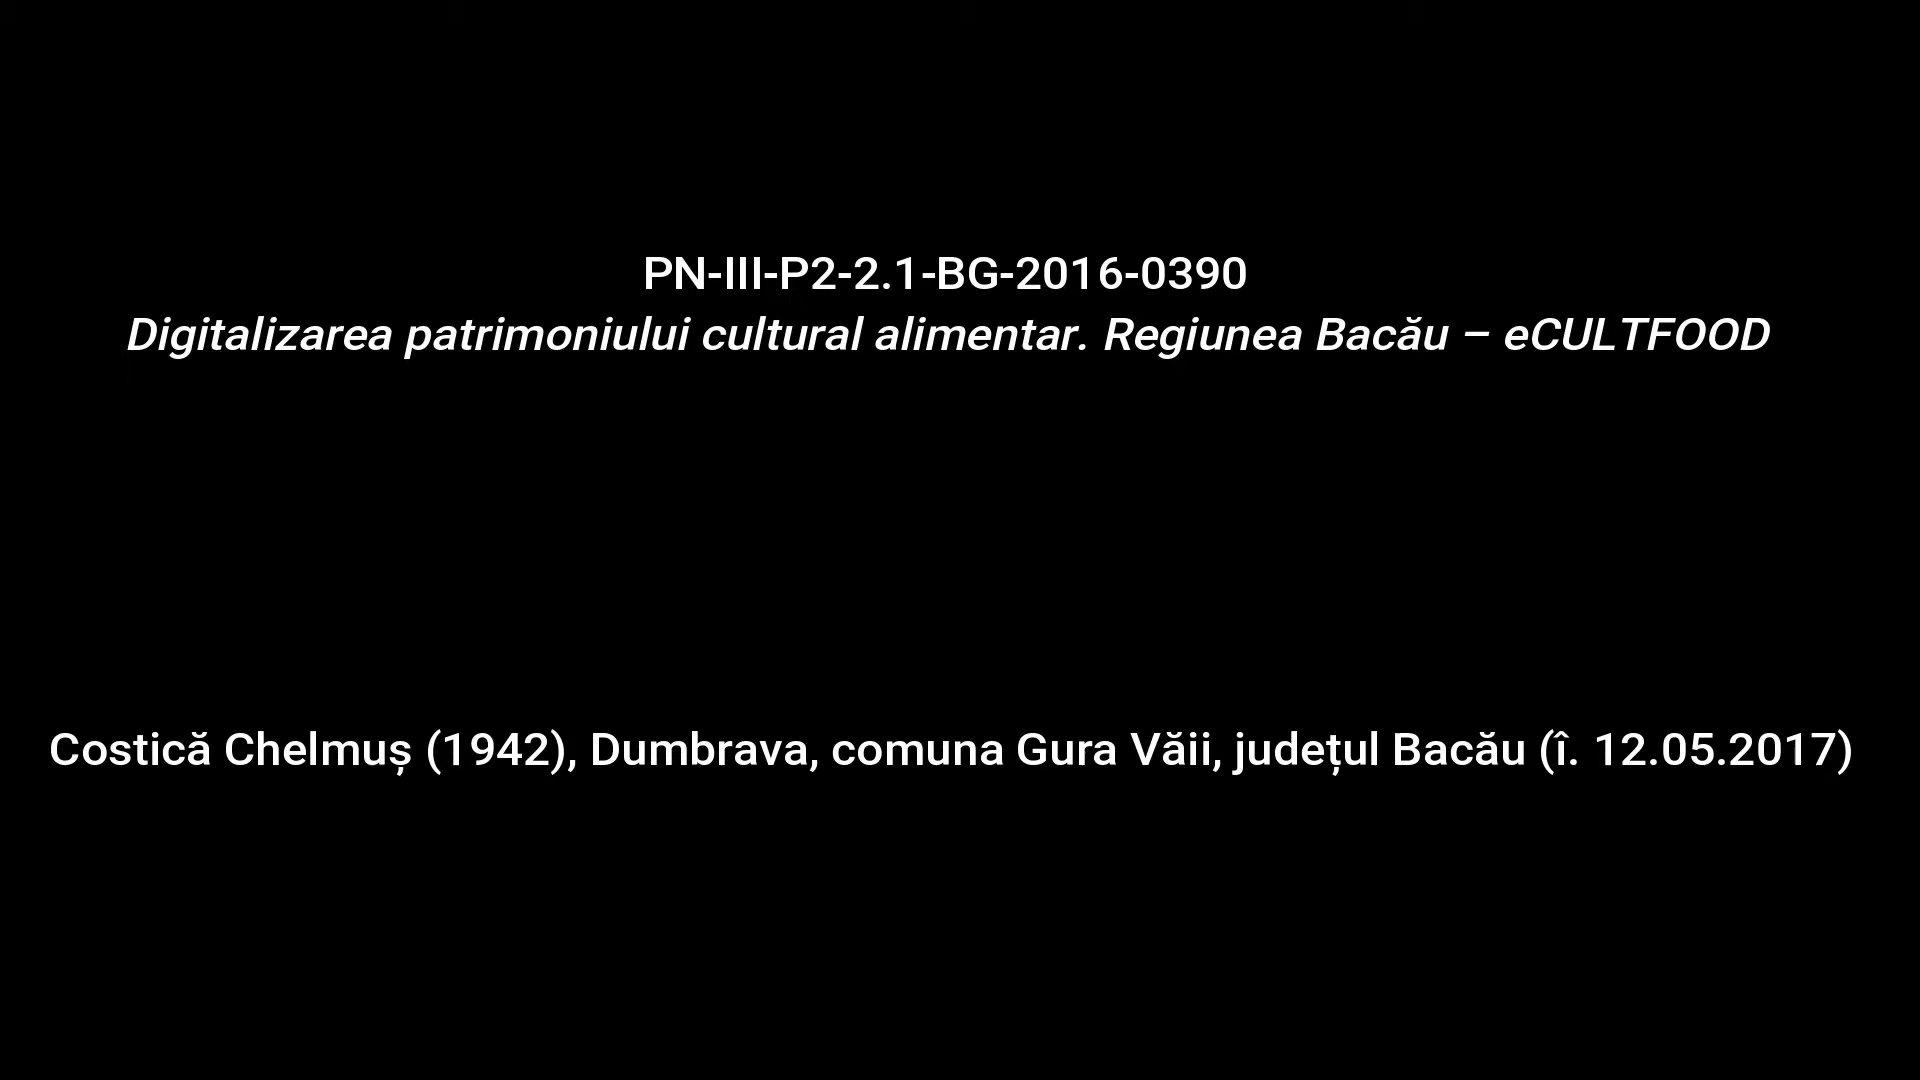 PN-III-P2-2.1-BG-2016-0390
Digitalizarea patrimoniului cultural alimentar. Regiunea Bacău – eCULTFOOD
Costică Chelmuș (1942), Dumbrava, comuna Gura Văii, județul Bacău (î. 12.05.2017)